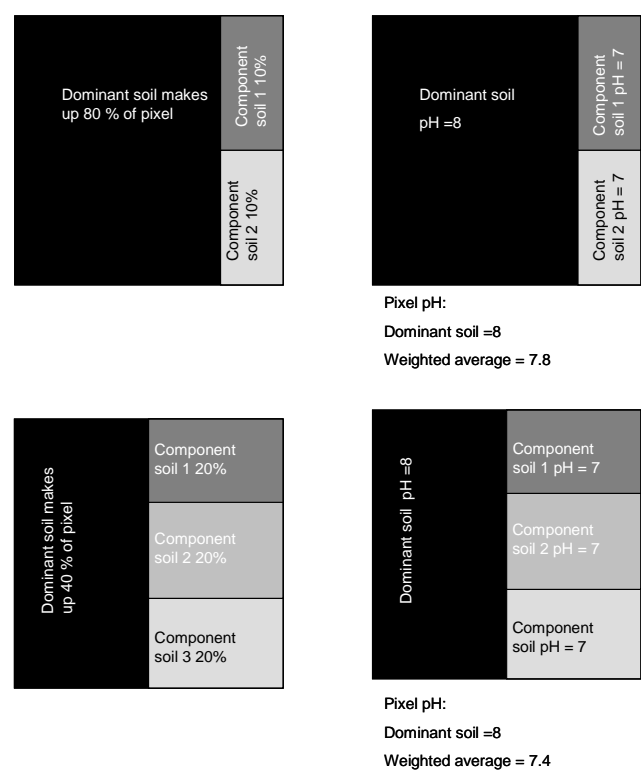 Dominant soil makes
up 80 % of pixel
Component
soil 1 10%
Component
soil 2 10%
Dominant soil
pH =8
Component
soil 1 pH = 7
Component
soil 2 pH = 7
Pixel pH:
Dominant soil =8
Weighted average = 7.8
Dominant soil makes
up 40 % of pixel
Component
soil 1 20%
Component
soil 2 20%
Component
soil 3 20%
Dominant soil pH =8
Component
soil 1 pH = 7
Component
soil 2 pH = 7
Component
soil pH = 7
Pixel pH:
Dominant soil =8
Weighted average = 7.4